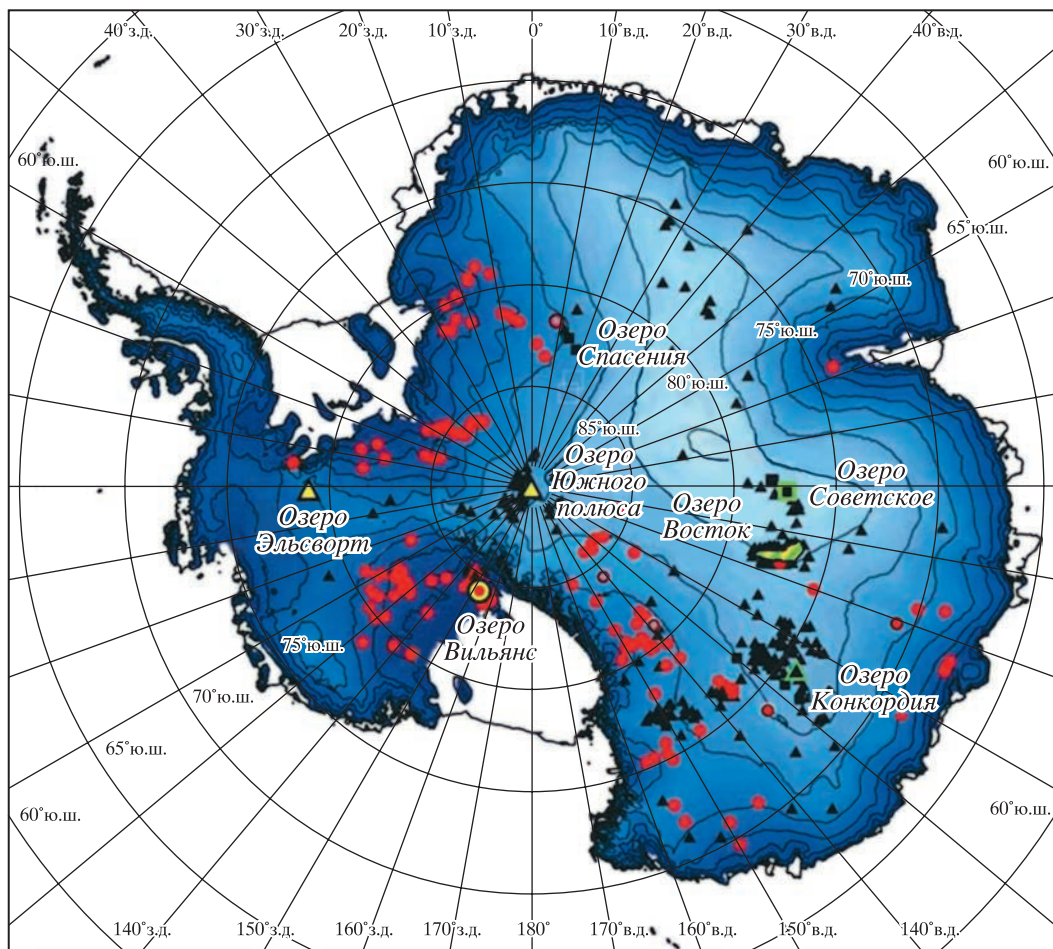 40˚з.д.
30˚з.д.
20˚з.д.
10˚з.д.
0˚
10˚в.д.
20˚в.д.
30˚в.д.
40˚в.д.
60˚ю.ш.
60˚ю.ш.
65˚ю.ш.
70˚ю.ш.
75˚ю.ш.
80˚ю.ш.
85˚ю.ш.
Озеро
Спасения
Озеро
Южного
полюса
Озеро
Восток
Озеро
Советское
Озеро
Эльсворт
Озеро
Вильянс
Озеро
Конкордия
75˚ю.ш.
70˚ю.ш.
65˚ю.ш.
60˚ю.ш.
60˚ю.ш.
140˚з.д.
150˚з.д.
160˚з.д.
170˚з.д.
180˚
170˚в.д.
160˚в.д.
150˚в.д.
140˚в.д.